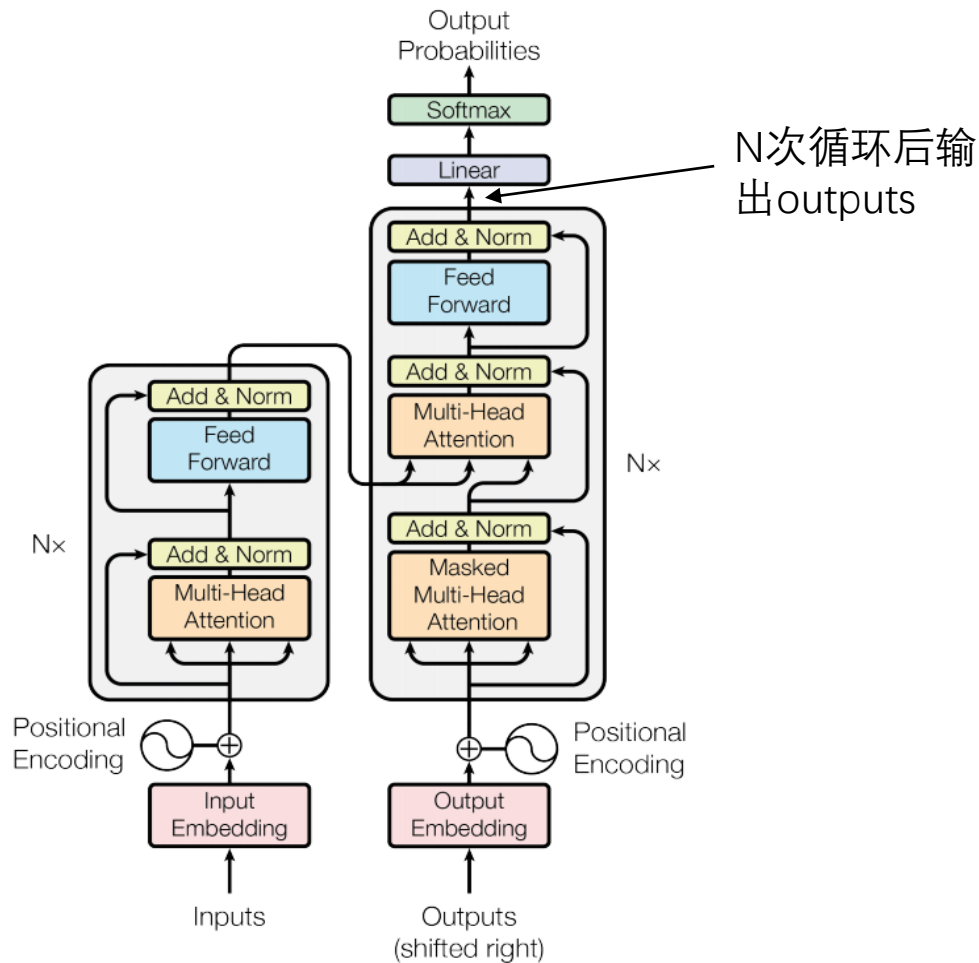 Output
Probabilities
Softmax
Linear
N次循环后输
出outputs
Add & Norm
Feed
Forward
Add & Norm
Multi-Head
Attention
N×
Add & Norm
Masked
Multi-Head
Attention
Add & Norm
Feed
Forward
N×
Add & Norm
Multi-Head
Attention
Positional
Encoding
Positional
Encoding
Input
Embedding
Output
Embedding
Inputs
Outputs
(shifted right)